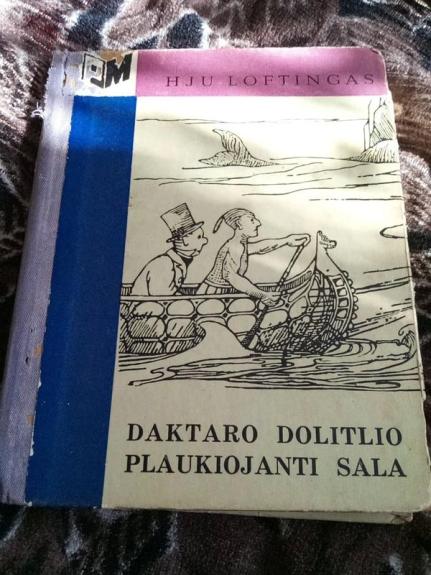 HJU LOFTINGAS
DAKTARO DOLITLIO
PLAUKIOJANTI SALA